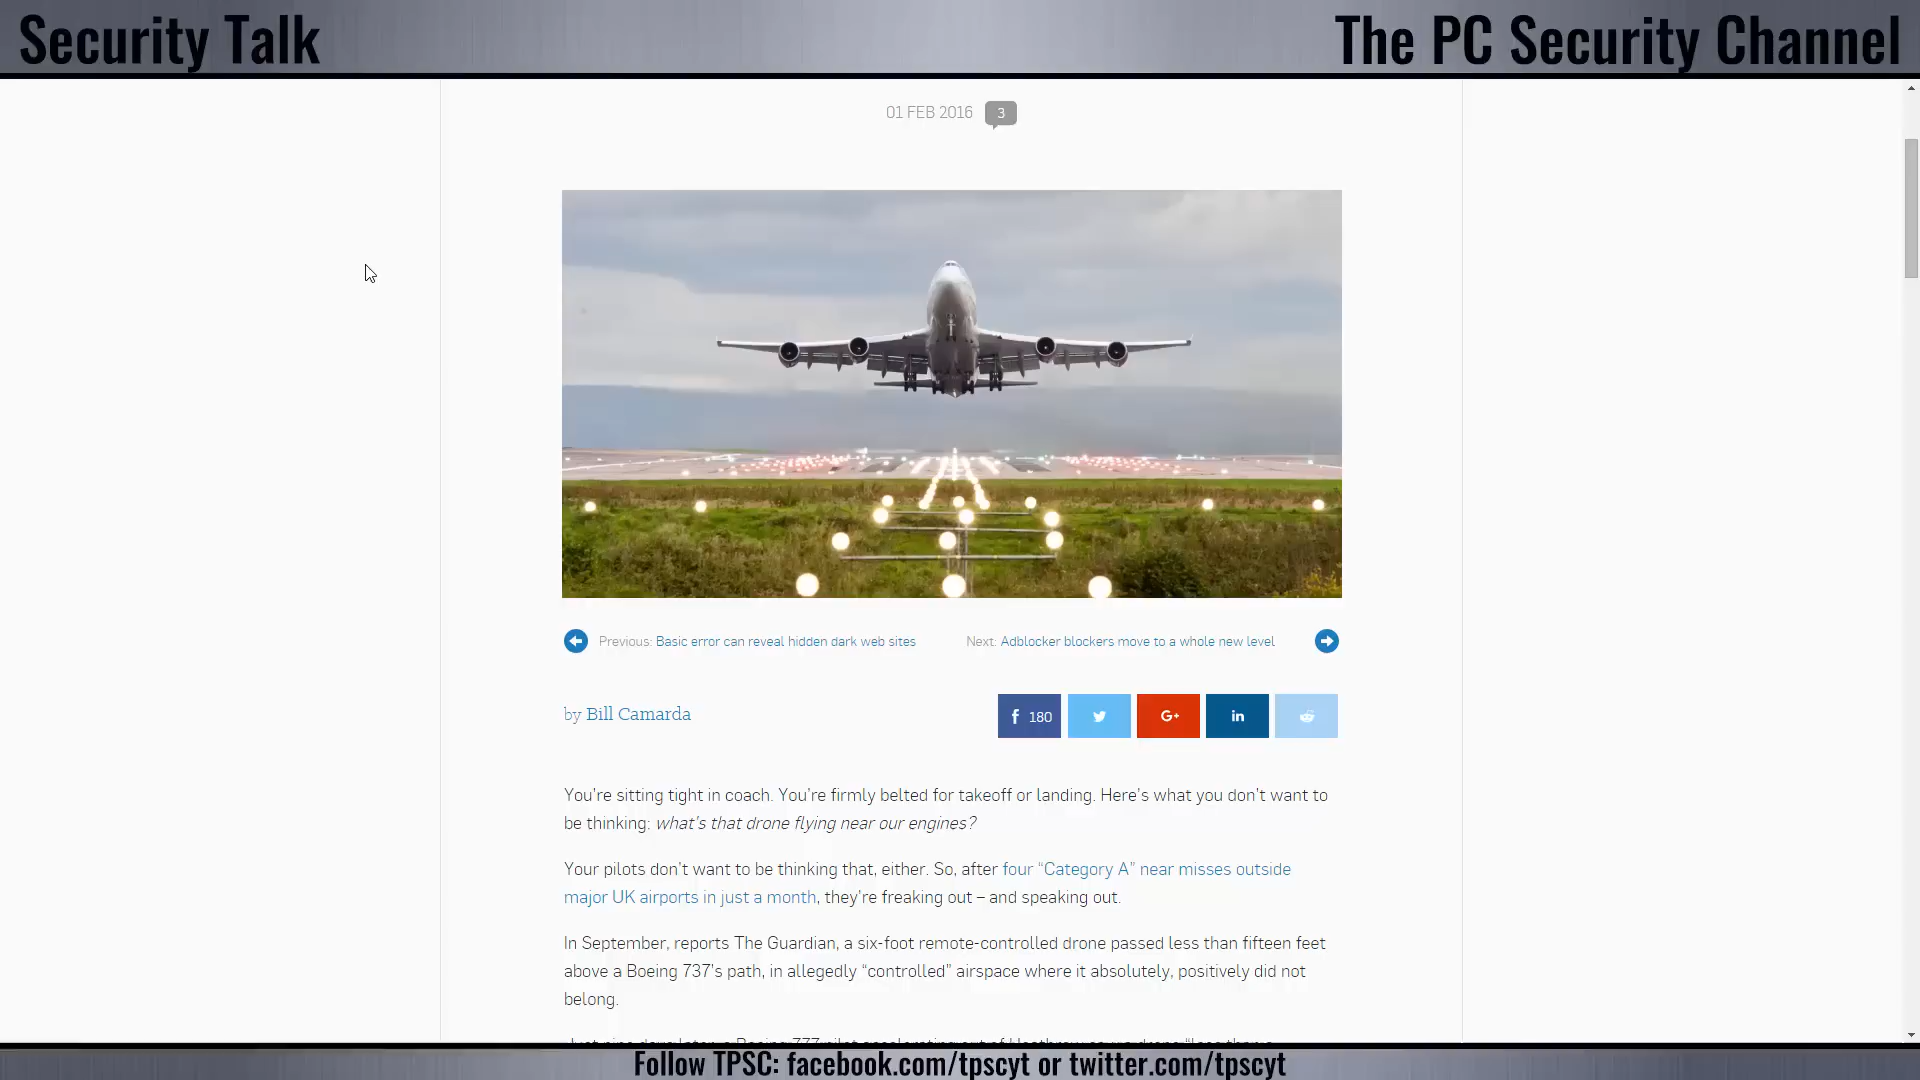 Security Talk
The PC Security Channel
01 FEB 2016 3
Previous: Basic error can reveal hidden dark web sites
Next: Adblocker blockers move to a whole new level
by Bill Camarda
f 180
G+
in
You're sitting tight in coach. You're firmly belted for takeoff or landing. Here's what you don't want to
be thinking: what's that drone flying near our engines?
Your pilots don't want to be thinking that, either. So, after four “Category A” near misses outside
major UK airports in just a month, they're freaking out – and speaking out.
In September, reports The Guardian, a six-foot remote-controlled drone passed less than fifteen feet
above a Boeing 737's path, in allegedly “controlled” airspace where it absolutely, positively did not
belong.
Follow TPSC: facebook.com/tpscyt or twitter.com/tpscyt